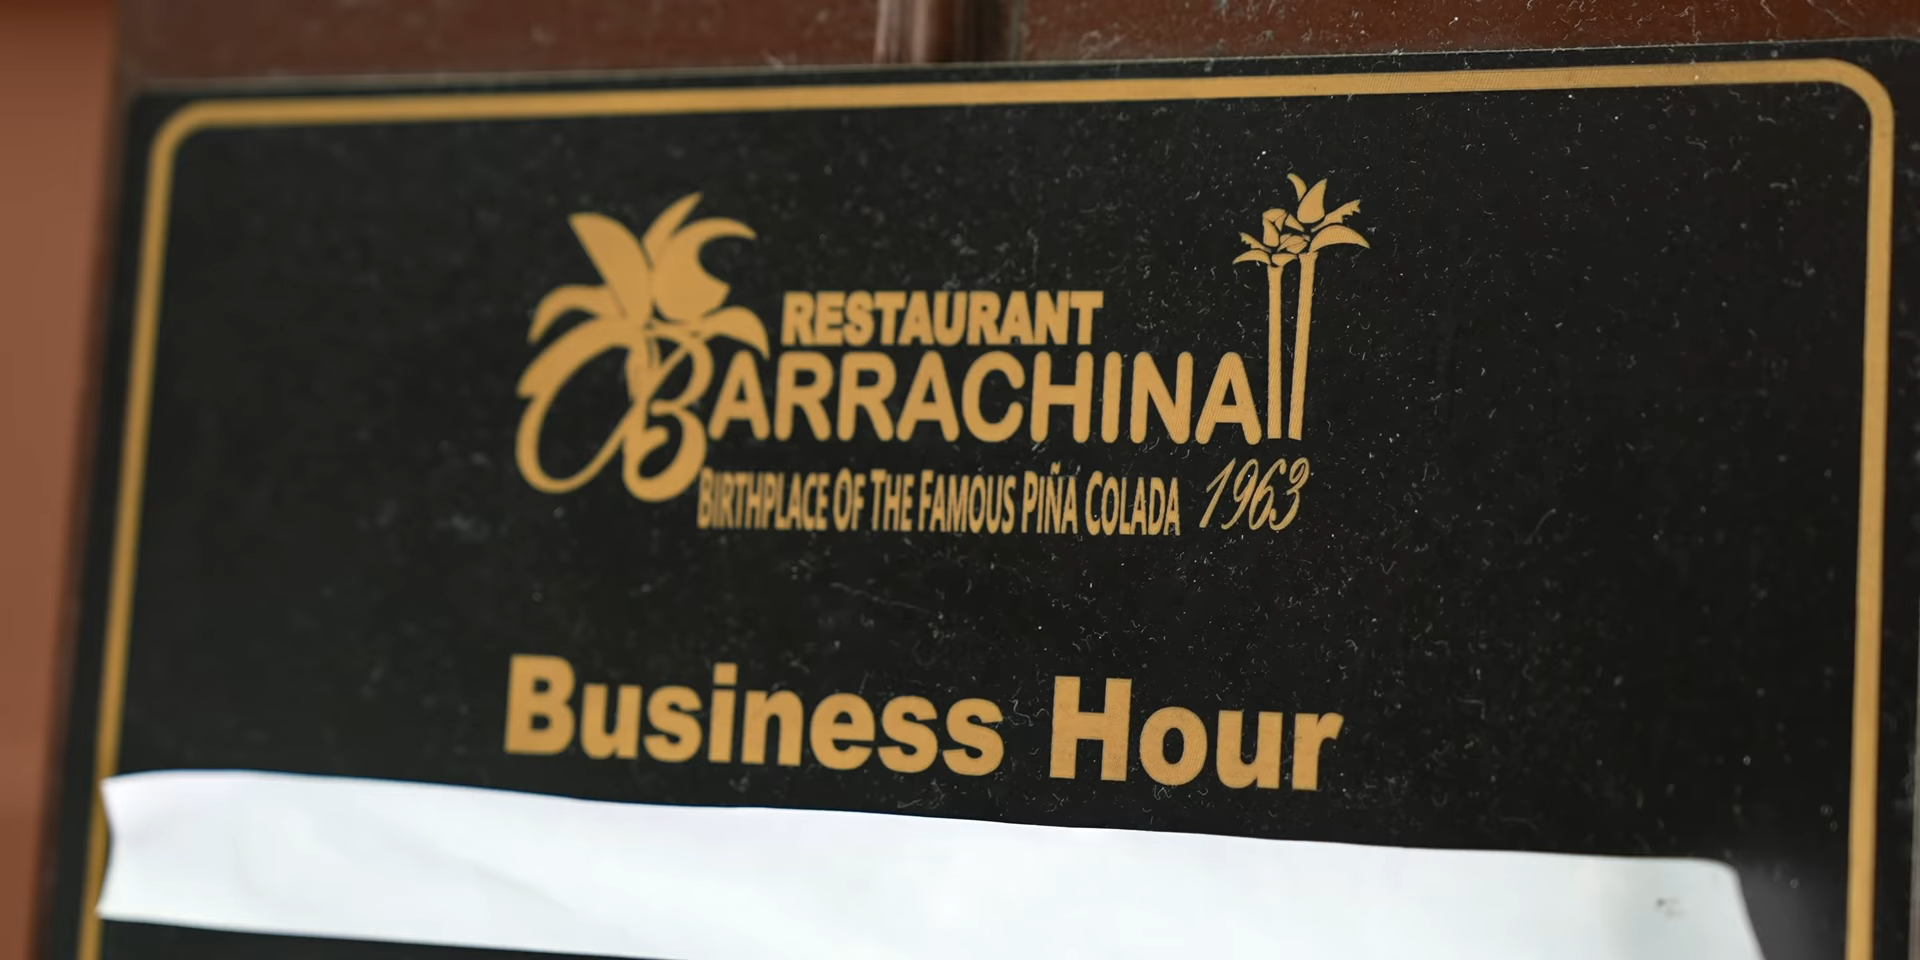 RESTAURANT
BARRACHINA
BIRTHPLACE OF THE FAMOUS PIÑA COLADA 1963
Business Hour